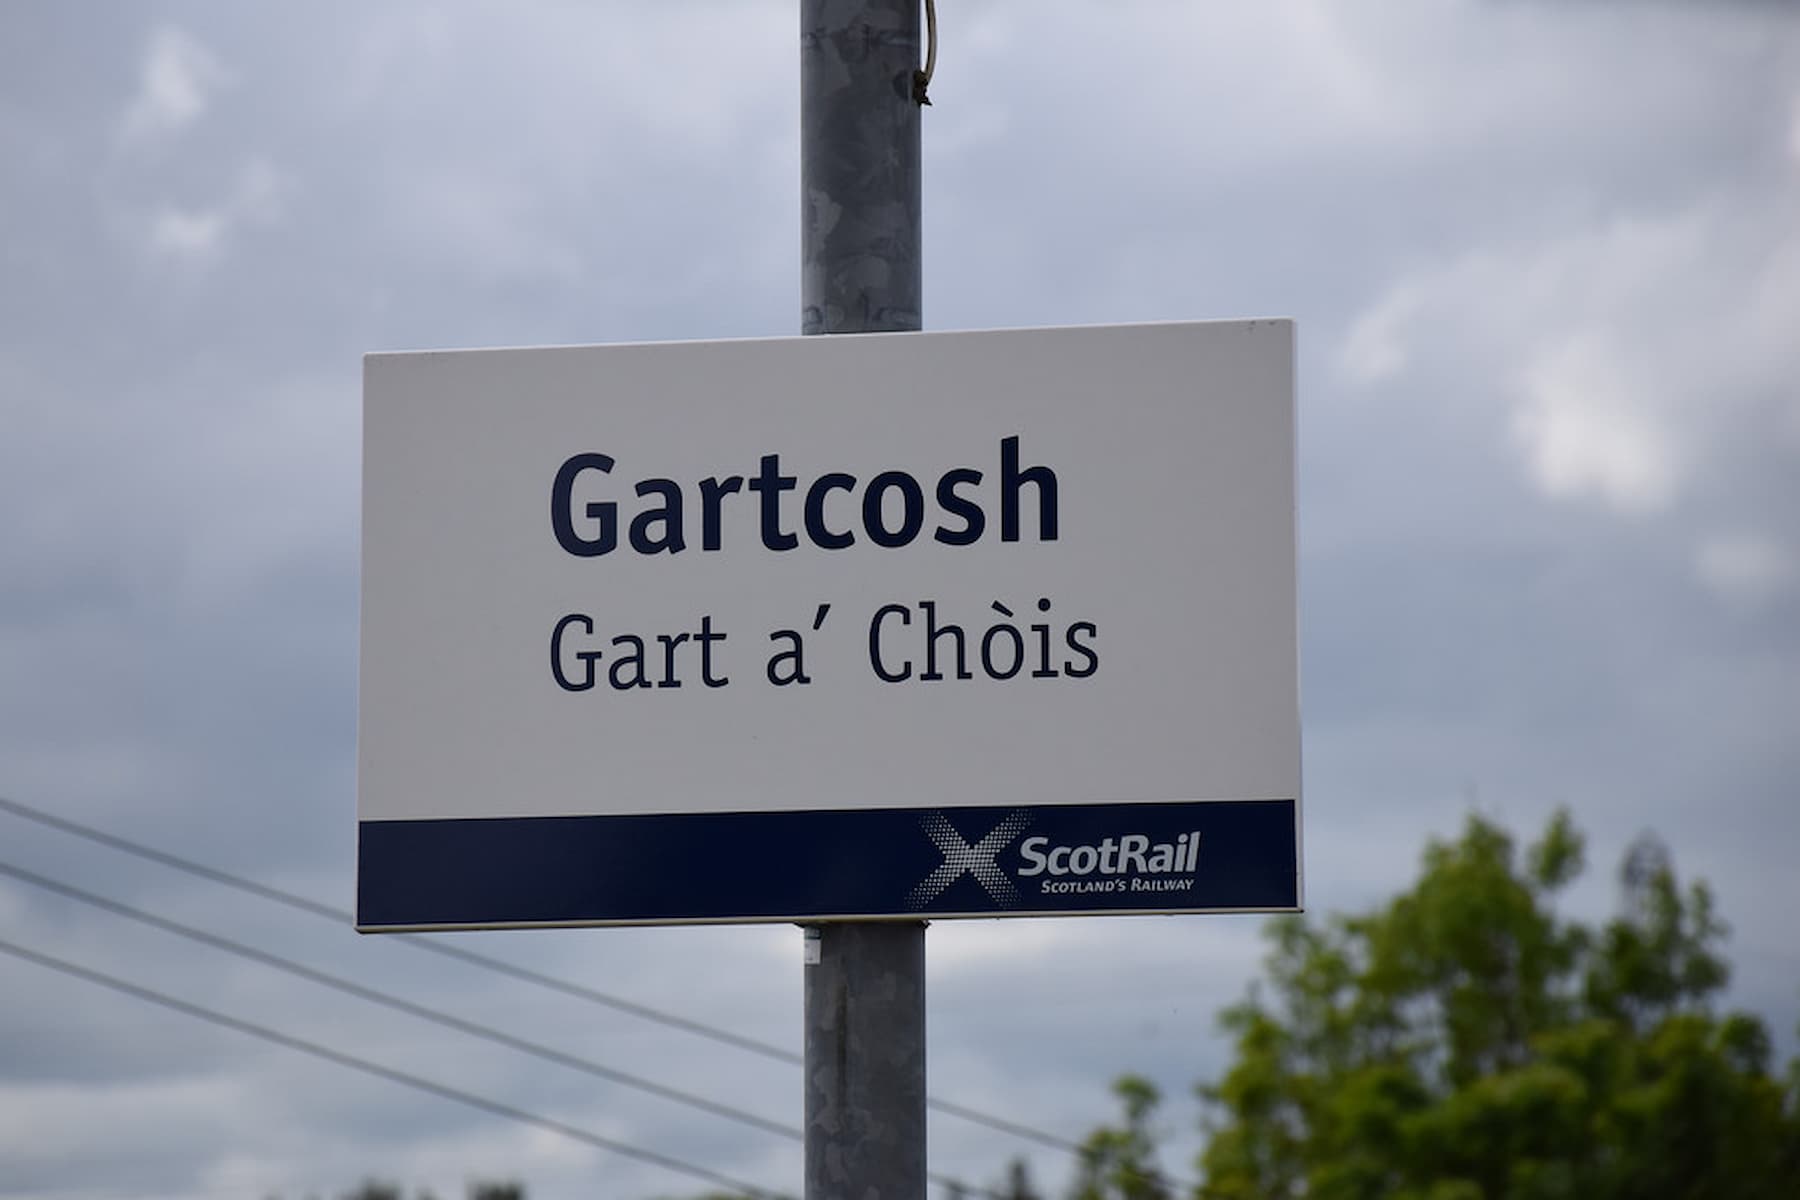 Gartcosh
Gart a′ Chòis
ScotRail
SCOTLAND'S RAILWAY